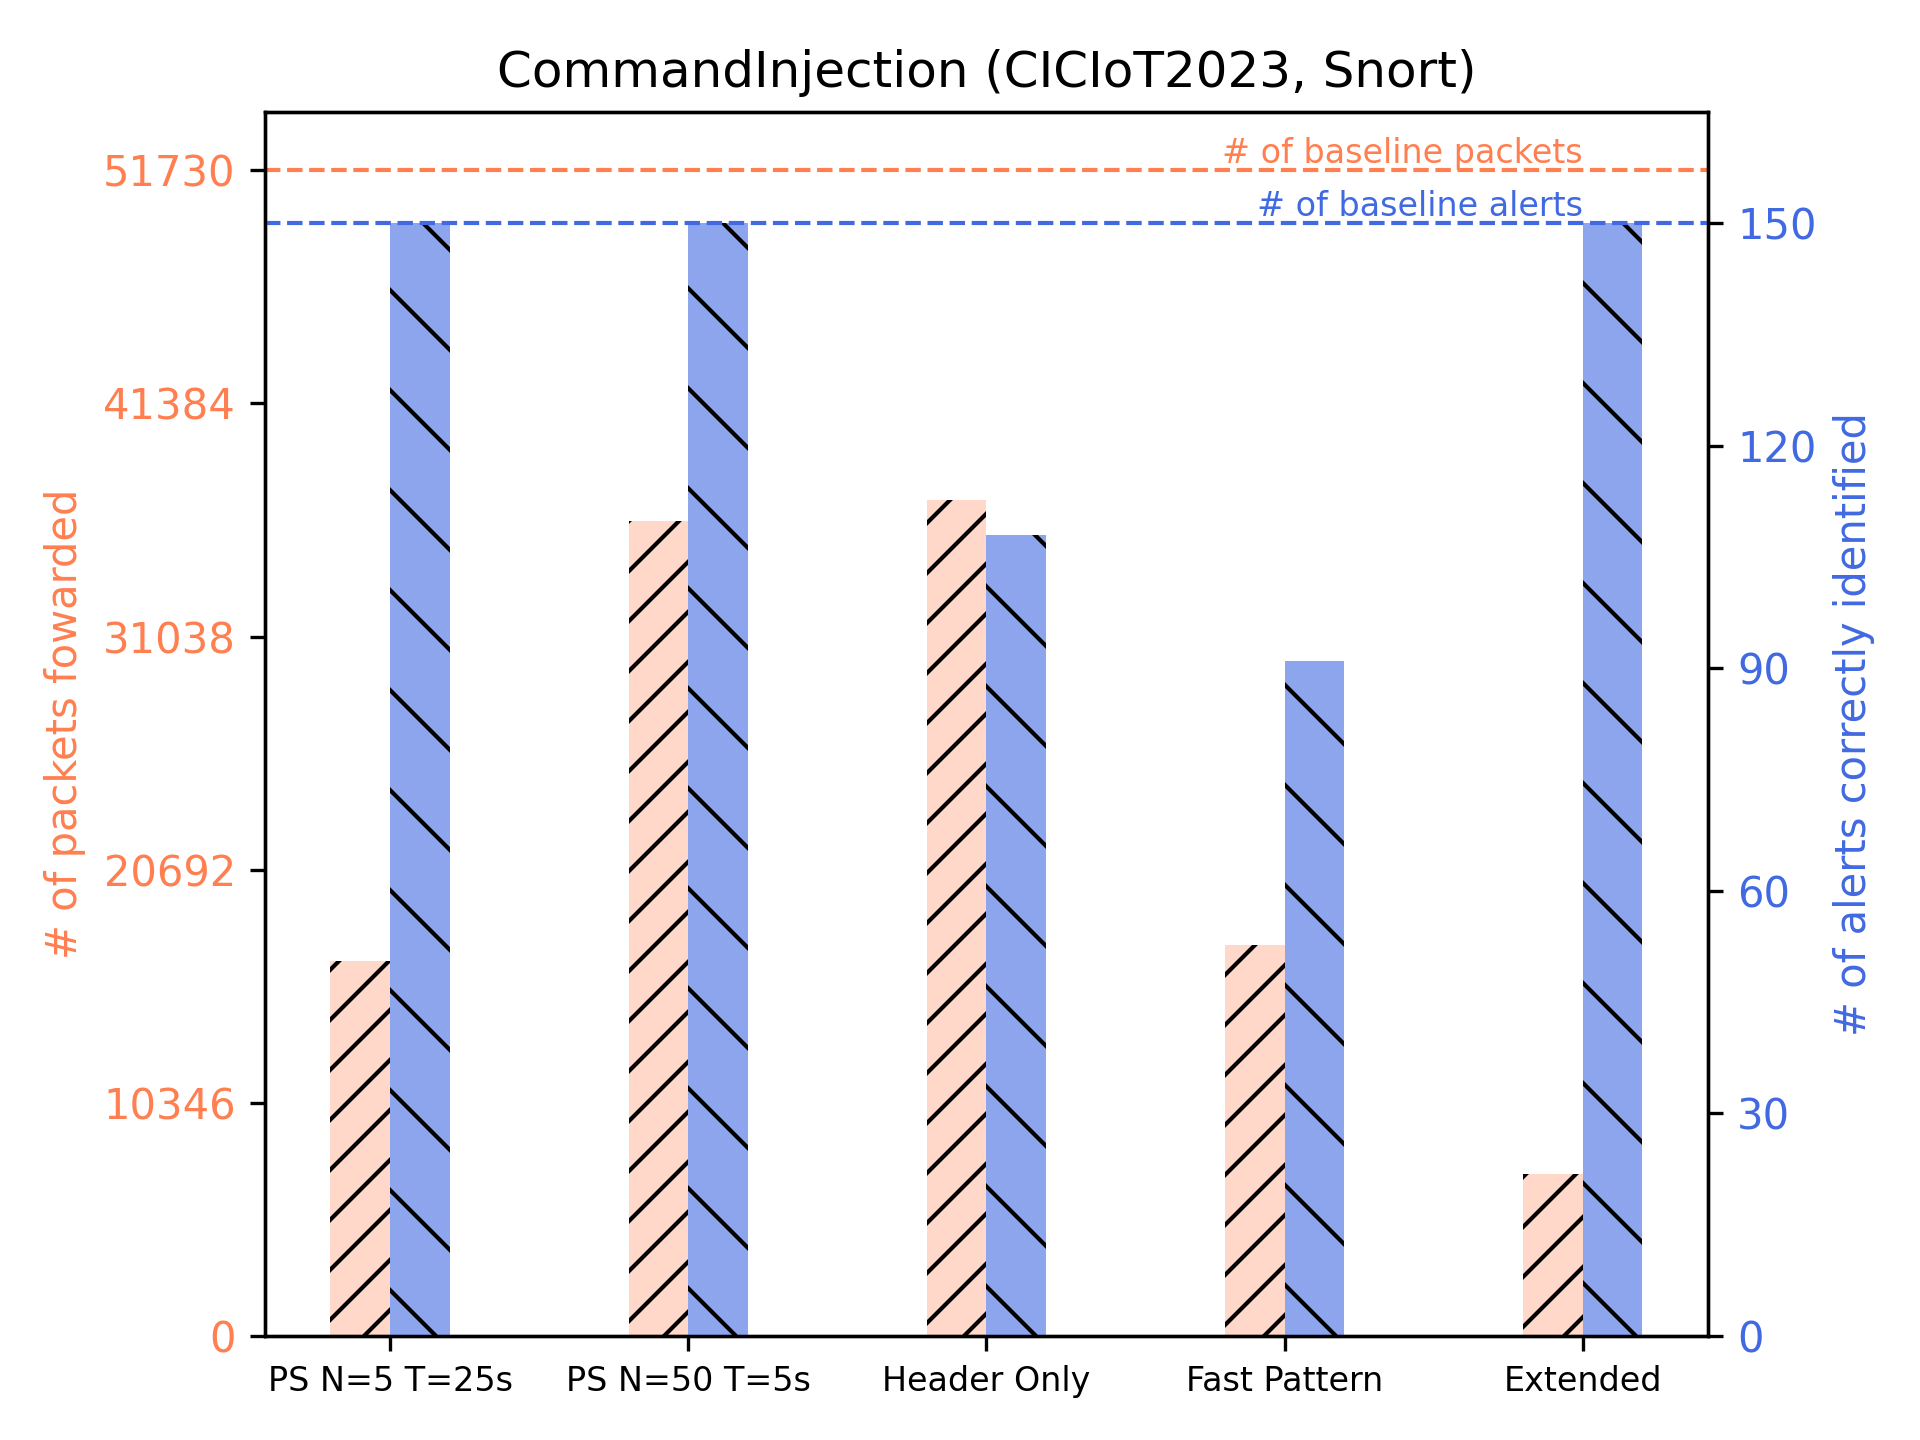 CommandInjection (CICIoT2023, Snort)
# of packets fowarded
51730
41384
31038
20692
10346
0
# of baseline packets
# of baseline alerts
150
120
90
60
30
0
# of alerts correctly identified
PS N=5 T=25s
PS N=50 T=5s
Header Only
Fast Pattern
Extended